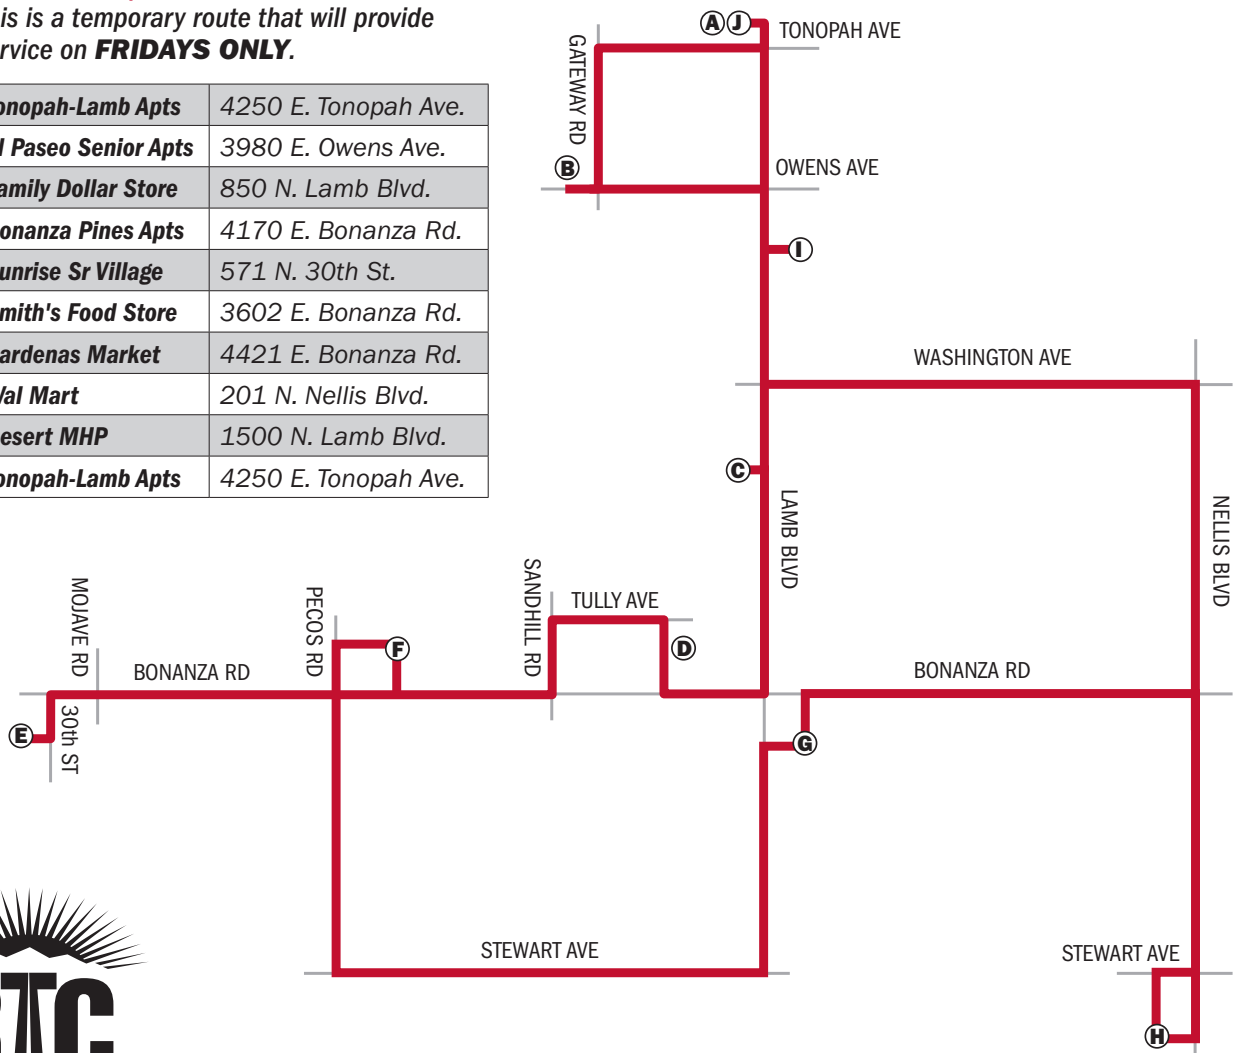 is is a temporary route that will provide
rvice on FRIDAYS ONLY.
onopah-Lamb Apts 4250 E. Tonopah Ave.
l Paseo Senior Apts 3980 E. Owens Ave.
amily Dollar Store 850 N. Lamb Blvd.
onanza Pines Apts 4170 E. Bonanza Rd.
unrise Sr Village 571 N. 30th St.
mith's Food Store 3602 E. Bonanza Rd.
ardenas Market 4421 E. Bonanza Rd.
Wal Mart 201 N. Nellis Blvd.
esert MHP 1500 N. Lamb Blvd.
onopah-Lamb Apts 4250 E. Tonopah Ave.
A J
TONOPAH AVE
GATEWAY RD
B
OWENS AVE
I
WASHINGTON AVE
C
LAMB BLVD
NELLIS BLVD
MOJAVE RD
PECOS RD
SANDHILL RD
TULLY AVE
F
D
BONANZA RD
BONANZA RD
E
30th ST
G
STEWART AVE
STEWART AVE
H
RTC